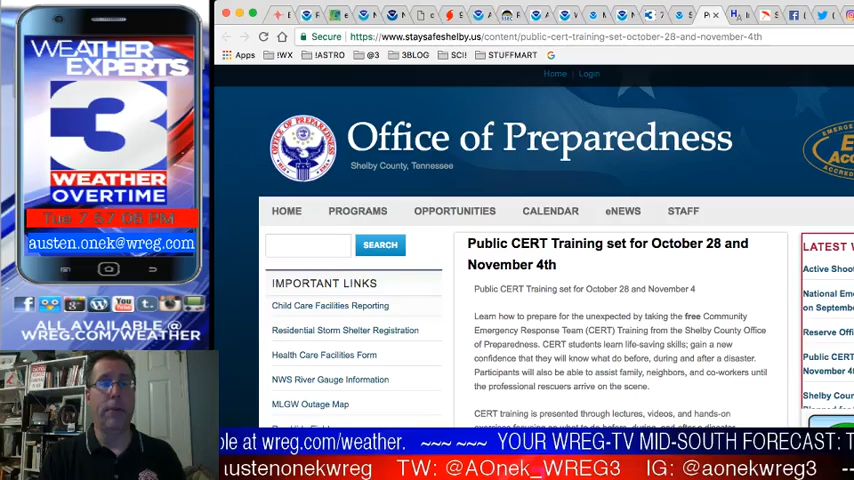 WEATHER
EXPERTS
3
WEATHER
OVERTIME
Tue 7 57 06 PM
austen.onek@wreg.com
ALL AVAILABLE @
WREG.COM/WEATHER
Secure
https://www.staysafeshelby.us/content/public-cert-training-set-october-28-and-november-4th
Apps !WX !ASTRO @3 3BLOG SCI! STUFFMART
Home | Login
OFFICE OF PREPAREDNESS
Office of Preparedness
Shelby County, Tennessee
HOME PROGRAMS OPPORTUNITIES CALENDAR eNEWS STAFF
SEARCH
IMPORTANT LINKS
Child Care Facilities Reporting
Residential Storm Shelter Registration
Health Care Facilities Form
NWS River Gauge Information
MLGW Outage Map
Public CERT Training set for October 28 and
November 4th
Public CERT Training set for October 28 and November 4
Learn how to prepare for the unexpected by taking the free Community
Emergency Response Team (CERT) Training from the Shelby County Office
of Preparedness. CERT students learn life-saving skills; gain a new
confidence that they will know what do before, during and after a disaster.
Participants will also be able to assist family, neighbors, and co-workers until
the professional rescuers arrive on the scene.
CERT training is presented through lectures, videos, and hands-on
LATEST
Active Shoo
National Em
on Septembe
Reserve Offi
Public CERT
November 4
Shelby Coun
ble at wreg.com/weather. ~~~ ~~~ YOUR WREG-TV MID-SOUTH FORECAST: T
austenonekwreg TW: @AOnek_WREG3 IG: @aonekwreg3 --